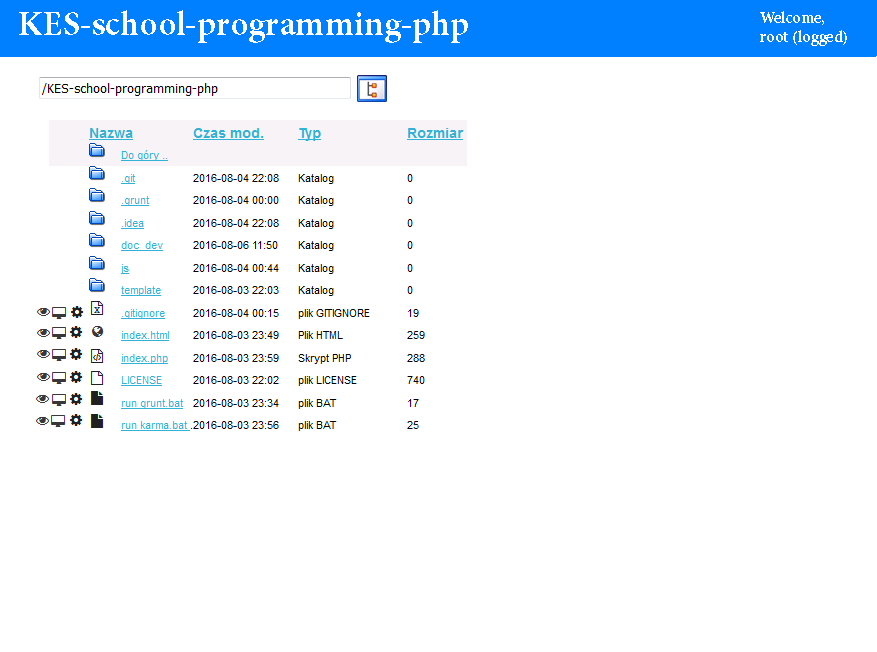 KES-school-programming-php
Welcome,
root (logged)
/KES-school-programming-php
Nazwa Czas mod. Typ Rozmiar
Do góry ..
.git 2016-08-04 22:08 Katalog 0
.grunt 2016-08-04 00:00 Katalog 0
.idea 2016-08-04 22:08 Katalog 0
doc_dev 2016-08-06 11:50 Katalog 0
js 2016-08-04 00:44 Katalog 0
template 2016-08-03 22:03 Katalog 0
.gitignore 2016-08-04 00:15 plik GITIGNORE 19
index.html 2016-08-03 23:49 Plik HTML 259
index.php 2016-08-03 23:59 Skrypt PHP 288
LICENSE 2016-08-03 22:02 plik LICENSE 740
run grunt.bat 2016-08-03 23:34 plik BAT 17
run karma.bat . 2016-08-03 23:56 plik BAT 25